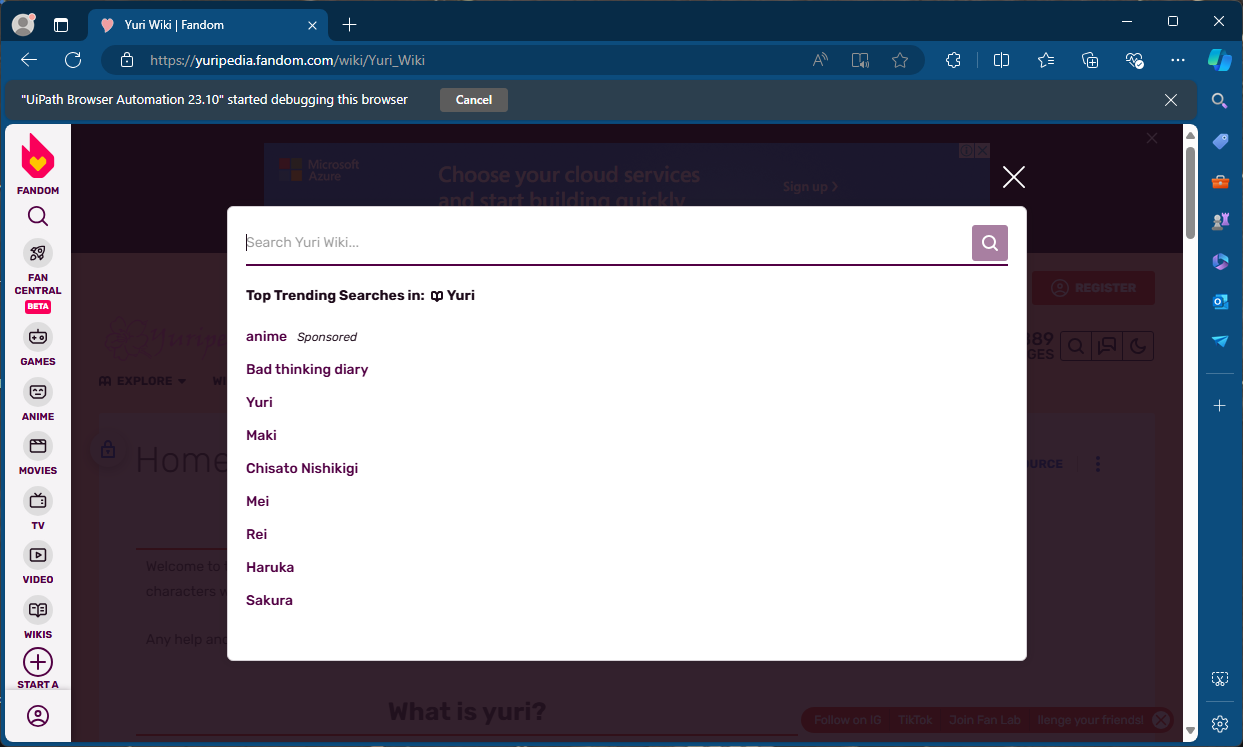 Yuri Wiki | Fandom
https://yuripedia.fandom.com/wiki/Yuri_Wiki
"UiPath Browser Automation 23.10" started debugging this browser
Cancel
FANDOM
FAN
CENTRAL
BETA
GAMES
ANIME
MOVIES
TV
VIDEO
WIKIS
START A
Microsoft
Azure
Choose your cloud services
and start building quickly
Sign up
Search Yuri Wiki...
Top Trending Searches in: Yuri
anime Sponsored
Bad thinking diary
Yuri
Maki
Chisato Nishikigi
Mei
Rei
Haruka
Sakura
REGISTER
EXPLORE
Home
Welcome to
characters
Any help and
What is yuri?
Follow on IG
TikTok
Join Fan Lab
llenge your friends!